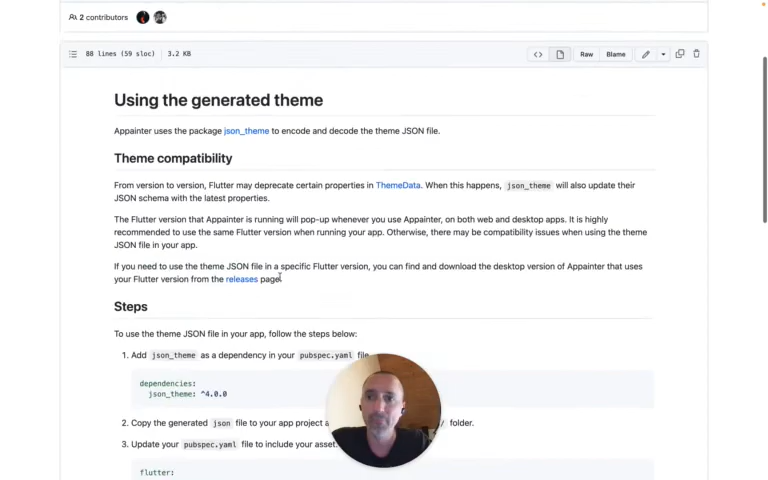 2 contributors
88 lines (59 sloc) 3.2 KB
Raw Blame
Using the generated theme
Appainter uses the package json_theme to encode and decode the theme JSON file.
Theme compatibility
From version to version, Flutter may deprecate certain properties in ThemeData. When this happens, json_theme will also update their
JSON schema with the latest properties.
The Flutter version that Appainter is running will pop-up whenever you use Appainter, on both web and desktop apps. It is highly
recommended to use the same Flutter version when running your app. Otherwise, there may be compatibility issues when using the theme
JSON file in your app.
If you need to use the theme JSON file in a specific Flutter version, you can find and download the desktop version of Appainter that uses
your Flutter version from the releases page.
Steps
To use the theme JSON file in your app, follow the steps below:
1. Add json_theme as a dependency in your pubspec.yaml file.
dependencies:
json_theme: ^4.0.0
2. Copy the generated json file to your app project a / folder.
3. Update your pubspec.yaml file to include your asset.
flutter: